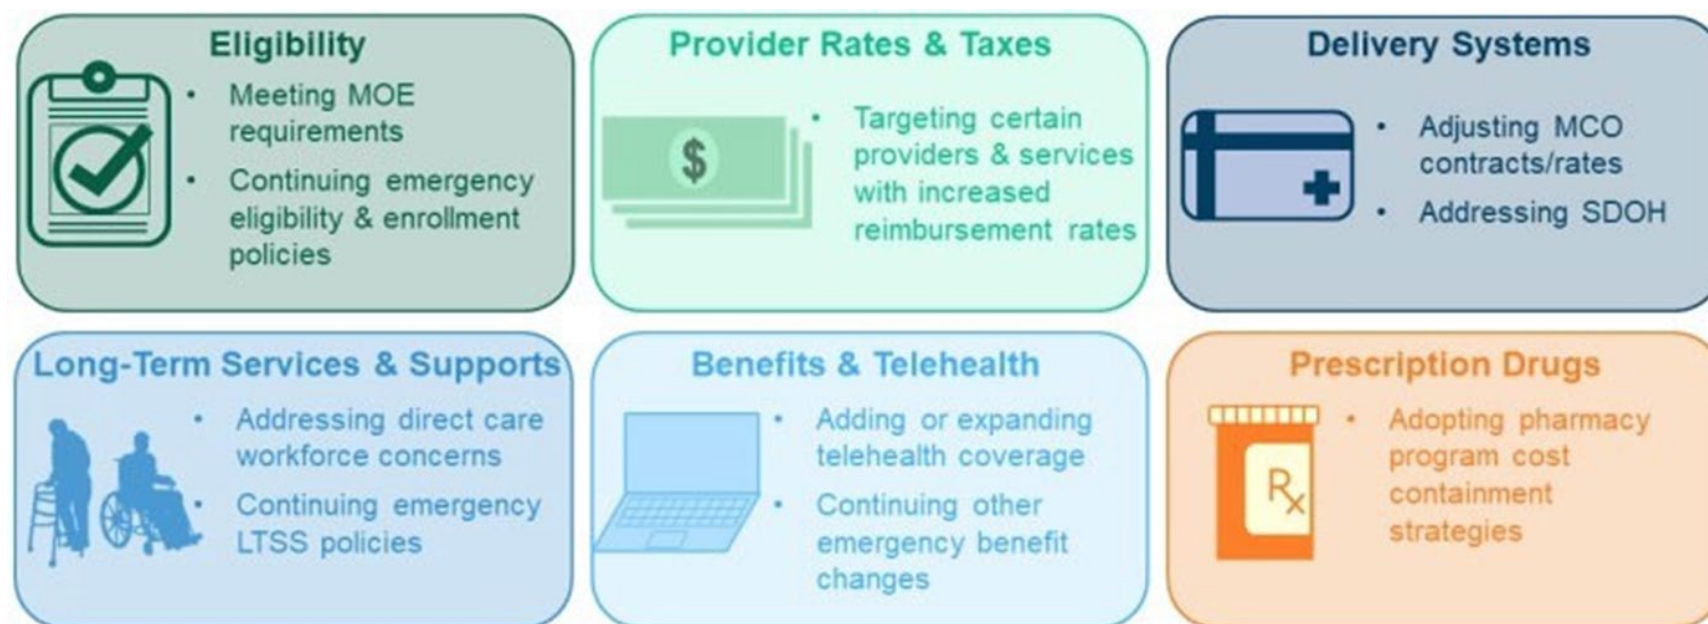 Eligibility
• Meeting MOE
requirements
• Continuing emergency
eligibility & enrollment
policies
Provider Rates & Taxes
$
• Targeting certain
providers & services
with increased
reimbursement rates
Delivery Systems
• Adjusting MCO
contracts/rates
• Addressing SDOH
Long-Term Services & Supports
• Addressing direct care
workforce concerns
• Continuing emergency
LTSS policies
Benefits & Telehealth
• Adding or expanding
telehealth coverage
• Continuing other
emergency benefit
changes
Prescription Drugs
Rx
• Adopting pharmacy
program cost
containment
strategies